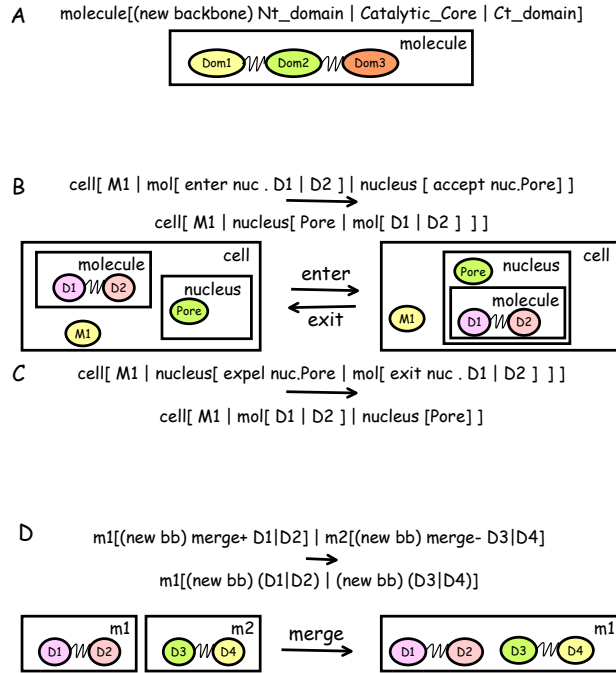 A
molecule[(new backbone) Nt_domain | Catalytic_Core | Ct_domain]
molecule
Dom1 Dom2 Dom3
B
cell[ M1 | mol[ enter nuc . D1 | D2 ] | nucleus [ accept nuc.Pore] ]
cell[ M1 | nucleus[ Pore | mol[ D1 | D2 ] ] ]
cell
molecule
D1 D2
nucleus
Pore
M1
enter
exit
cell
nucleus
Pore
molecule
M1
D1 D2
C
cell[ M1 | nucleus[ expel nuc.Pore | mol[ exit nuc . D1 | D2 ] ] ]
cell[ M1 | mol[ D1 | D2 ] | nucleus [Pore] ]
D
m1[(new bb) merge+ D1|D2] | m2[(new bb) merge- D3|D4]
m1[(new bb) (D1|D2) | (new bb) (D3|D4)]
m1
D1 D2
m2
D3 D4
merge
m1
D1 D2 D3 D4